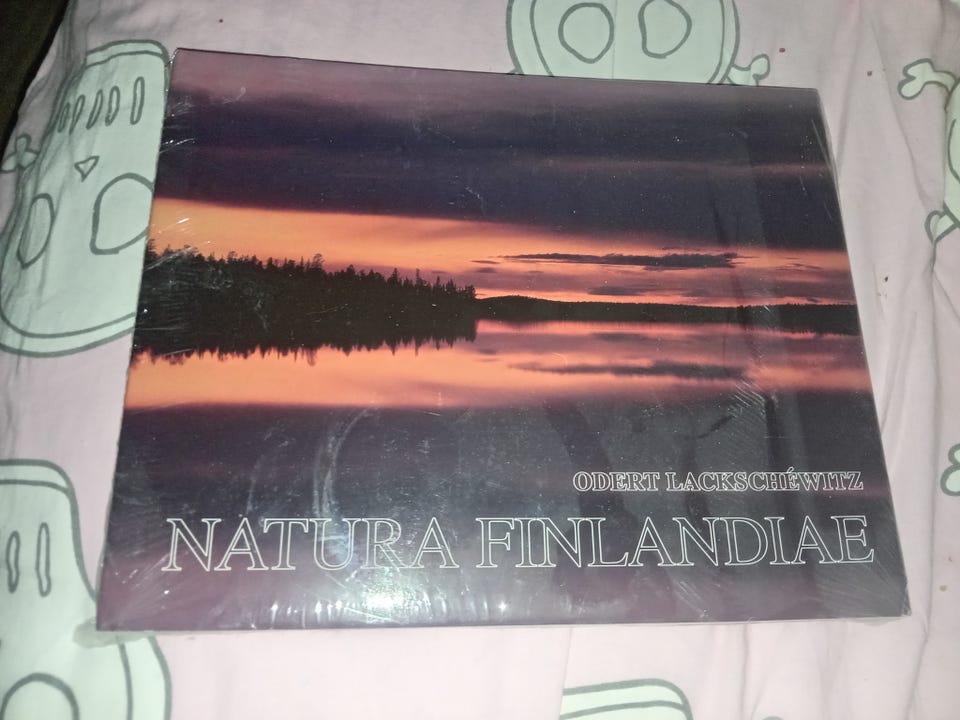 ODERT LACKSCHÉWITZ
NATURA FINLANDIAE